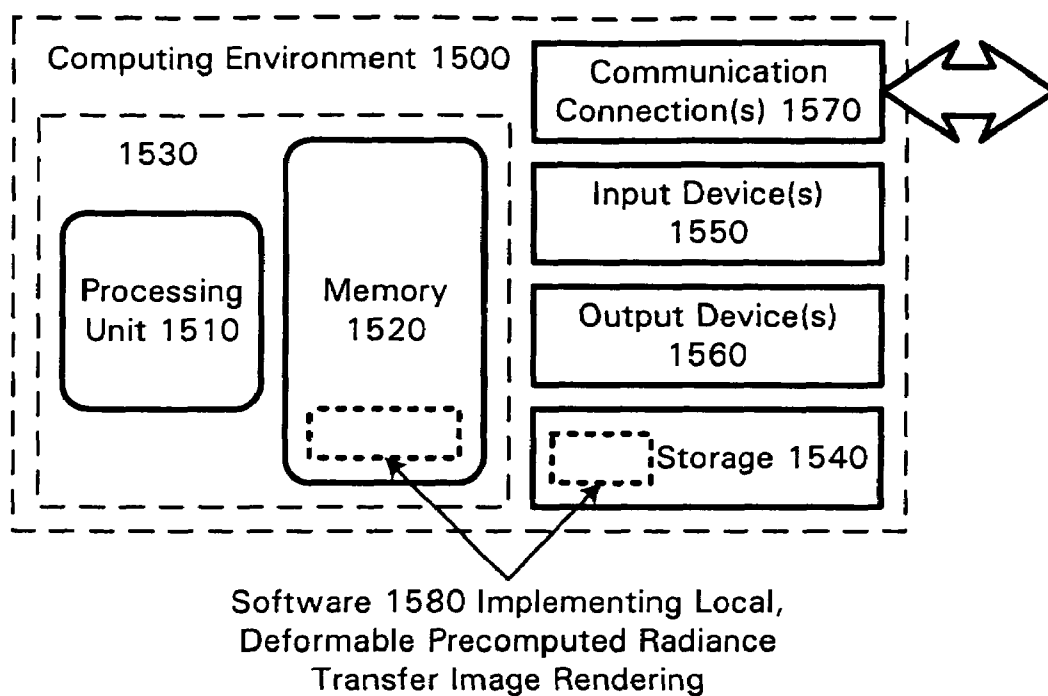 Computing Environment 1500
1530
Processing
Unit 1510
Memory
1520
Communication
Connection(s) 1570
Input Device(s)
1550
Output Device(s)
1560
Storage 1540
Software 1580 Implementing Local,
Deformable Precomputed Radiance
Transfer Image Rendering